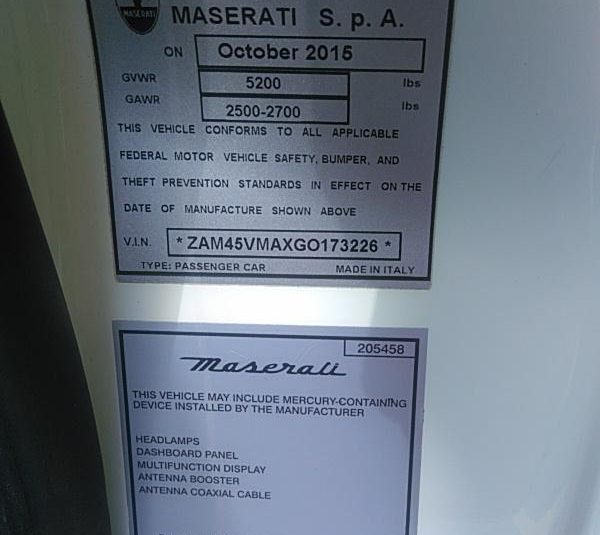 MASERATI
MASERATI S. p. A.
ON October 2015
GVWR 5200 lbs
GAWR 2500-2700 lbs
THIS VEHICLE CONFORMS TO ALL APPLICABLE
FEDERAL MOTOR VEHICLE SAFETY, BUMPER, AND
THEFT PREVENTION STANDARDS IN EFFECT ON THE
DATE OF MANUFACTURE SHOWN ABOVE
V.I.N. * ZAM45VMAXGO173226 *
TYPE: PASSENGER CAR MADE IN ITALY
205458
Maserati
THIS VEHICLE MAY INCLUDE MERCURY-CONTAINING
DEVICE INSTALLED BY THE MANUFACTURER
HEADLAMPS
DASHBOARD PANEL
MULTIFUNCTION DISPLAY
ANTENNA BOOSTER
ANTENNA COAXIAL CABLE